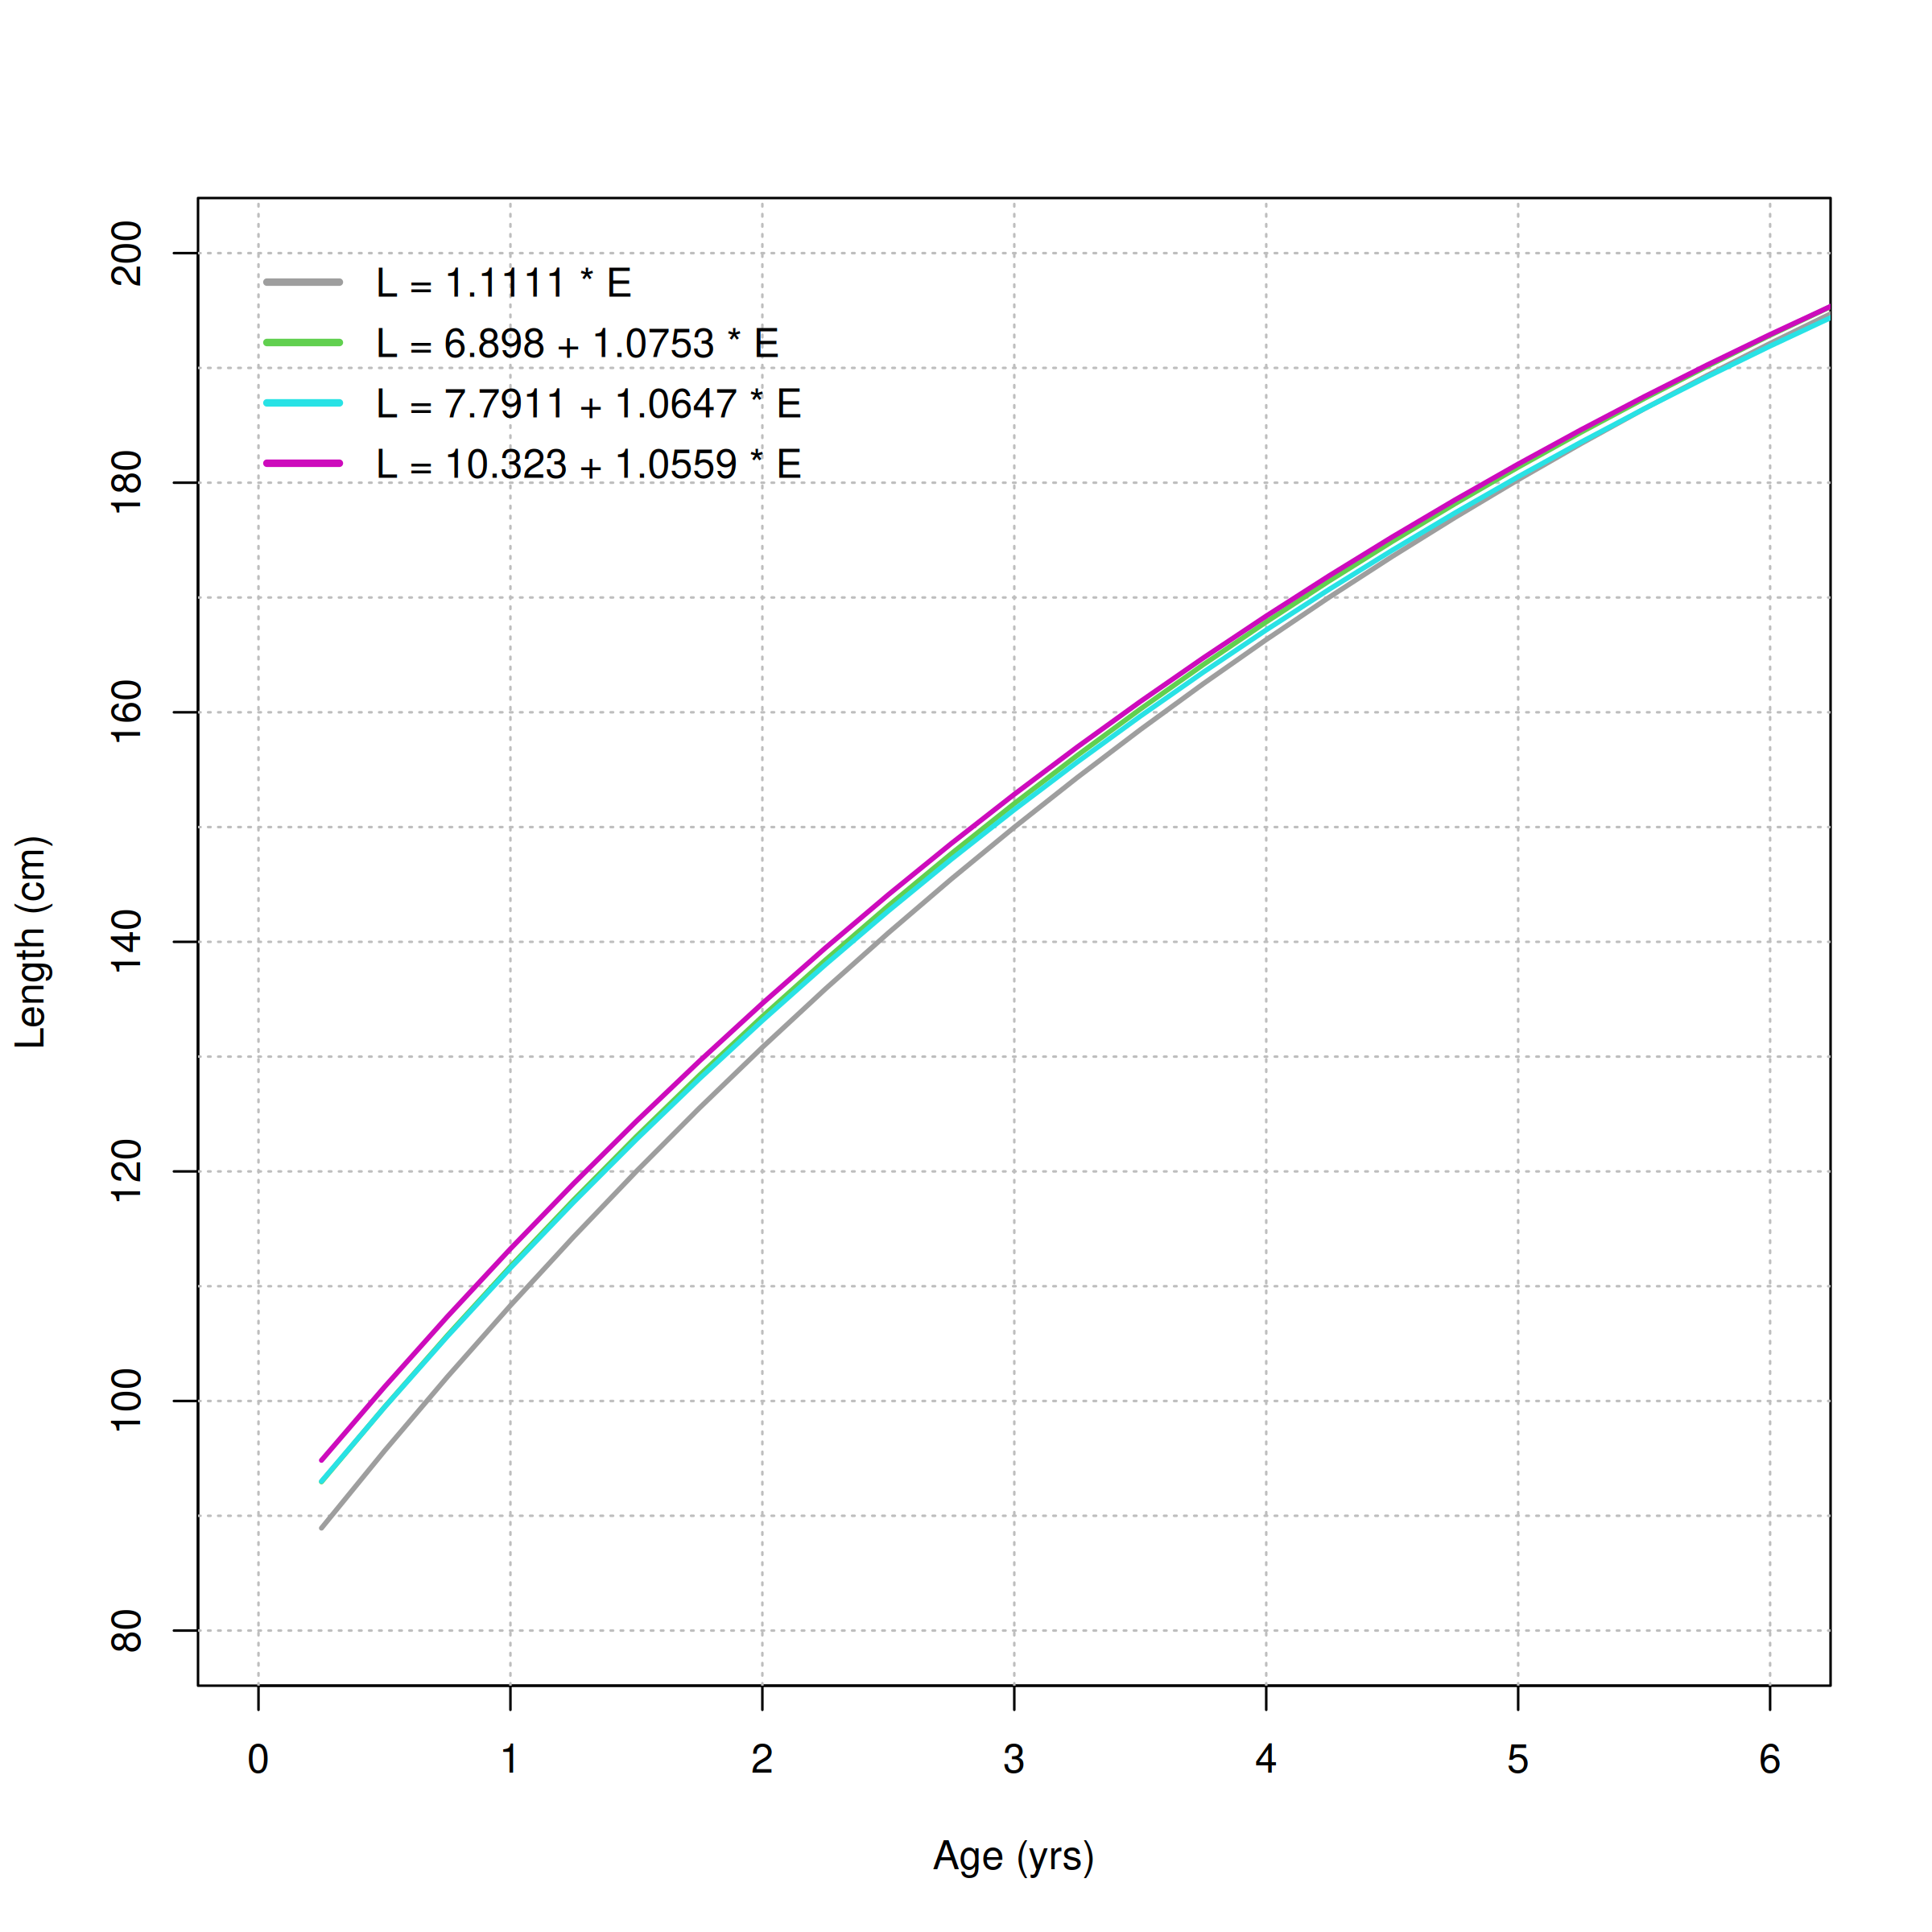 L = 1.1111 * E
L = 6.898 + 1.0753 * E
L = 7.7911 + 1.0647 * E
L = 10.323 + 1.0559 * E
200
180
160
140
120
100
80
Length (cm)
0 1 2 3 4 5 6
Age (yrs)